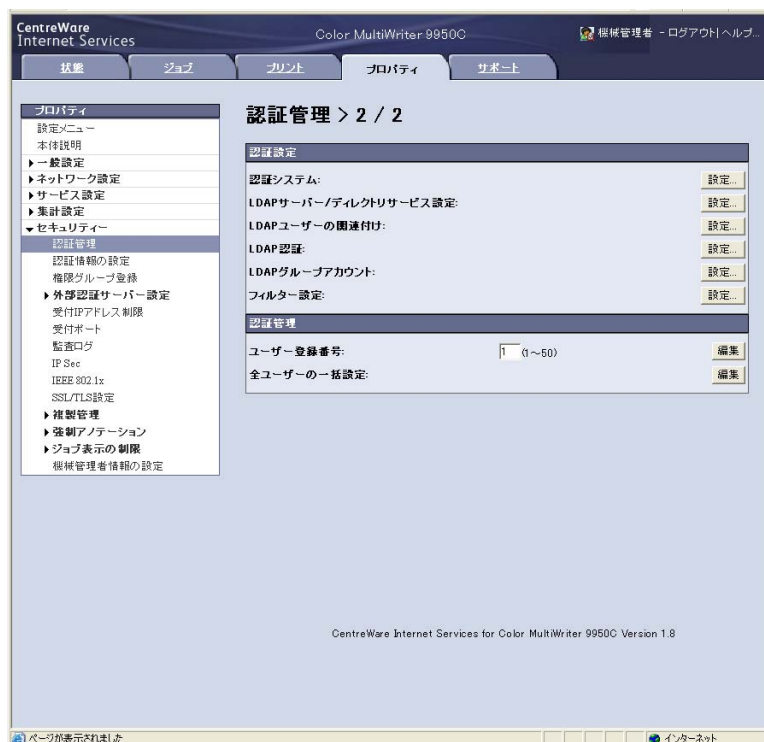 CentreWare
Internet Services
Color MultiWriter 9950C
機械管理者 - ログアウト|ヘルプ...
状態
ジョブ
プリント
プロパティ
サポート
プロパティ
設定メニュー
本体説明
一般設定
ネットワーク設定
サービス設定
集計設定
セキュリティー
認証管理
認証情報の設定
権限グループ登録
外部認証サーバー設定
受付IPアドレス制限
受付ポート
監査ログ
IP Sec
IEEE 802.1x
SSL/TLS設定
複製管理
強制アノテーション
ジョブ表示の制限
機械管理者情報の設定
認証管理 > 2 / 2
認証設定
認証システム: 設定...
LDAPサーバー/ディレクトリサービス設定: 設定...
LDAPユーザーの関連付け: 設定...
LDAP認証: 設定...
LDAPグループアカウント: 設定...
フィルター設定: 設定...
認証管理
ユーザー登録番号: 1 (1～50) 編集
全ユーザーの一括設定: 編集
CentreWare Internet Services for Color MultiWriter 9950C Version 1.8
ページが表示されました
インターネット